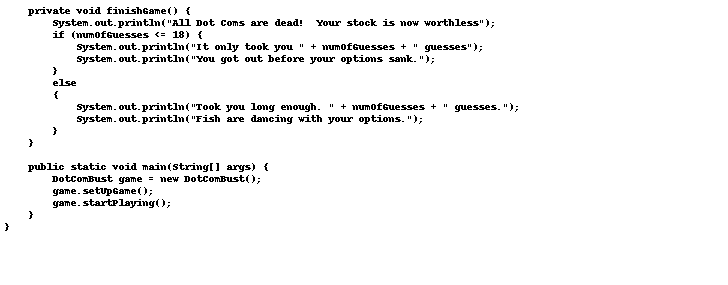 private void finishGame() {
System.out.println("All Dot Coms are dead!  Your stock is now worthless");
if (numOfGuesses <= 18) {
System.out.println("It only took you " + numOfGuesses + " guesses");
System.out.println("You got out before your options sank.");
}
else
{
System.out.println("Took you long enough. " + numOfGuesses + " guesses.");
System.out.println("Fish are dancing with your options.");
}
}
public static void main(String[] args) {
DotComBust game = new DotComBust();
game.setUpGame();
game.startPlaying();
}
}